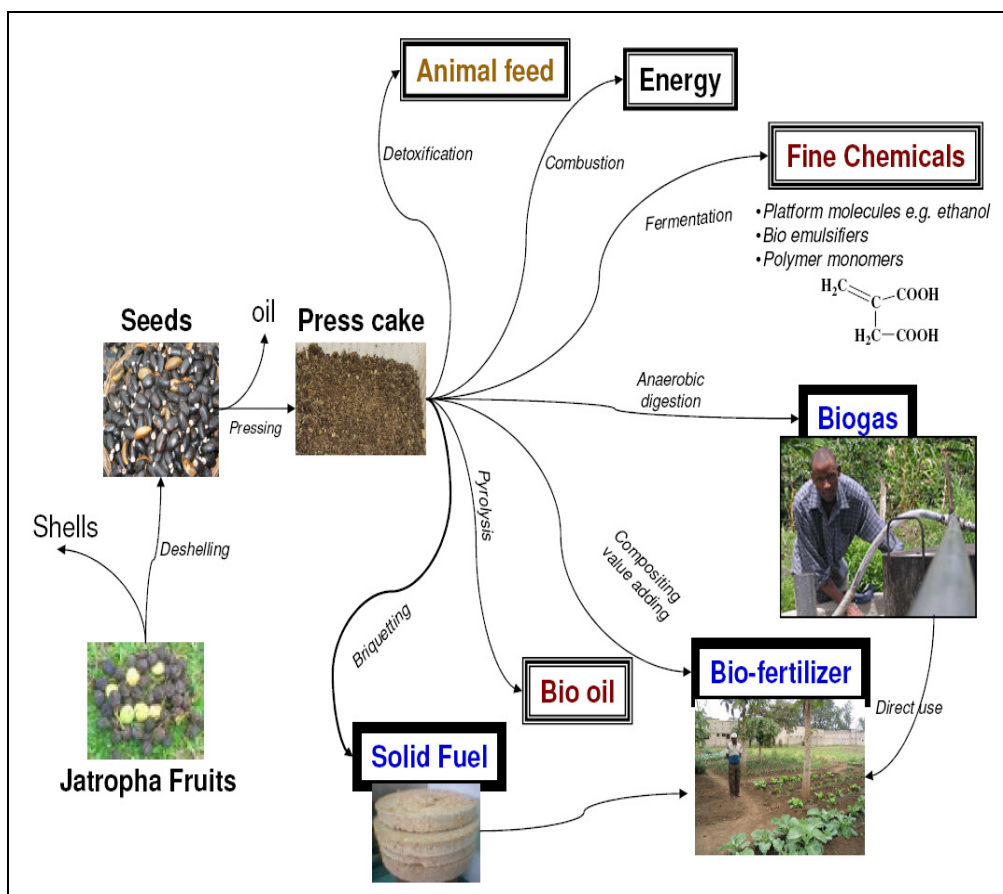 Animal feed
Energy
Detoxification
Combustion
Fine Chemicals
Fermentation
•Platform molecules e.g. ethanol
•Bio emulsifiers
•Polymer monomers
H₂C
C
COOH
H₂C—COOH
Seeds
oil
Press cake
Pressing
Anaerobic
digestion
Biogas
Shells
Deshelling
Pyrolysis
Compositing
value adding
Briquetting
Jatropha Fruits
Solid Fuel
Bio oil
Bio-fertilizer
Direct use